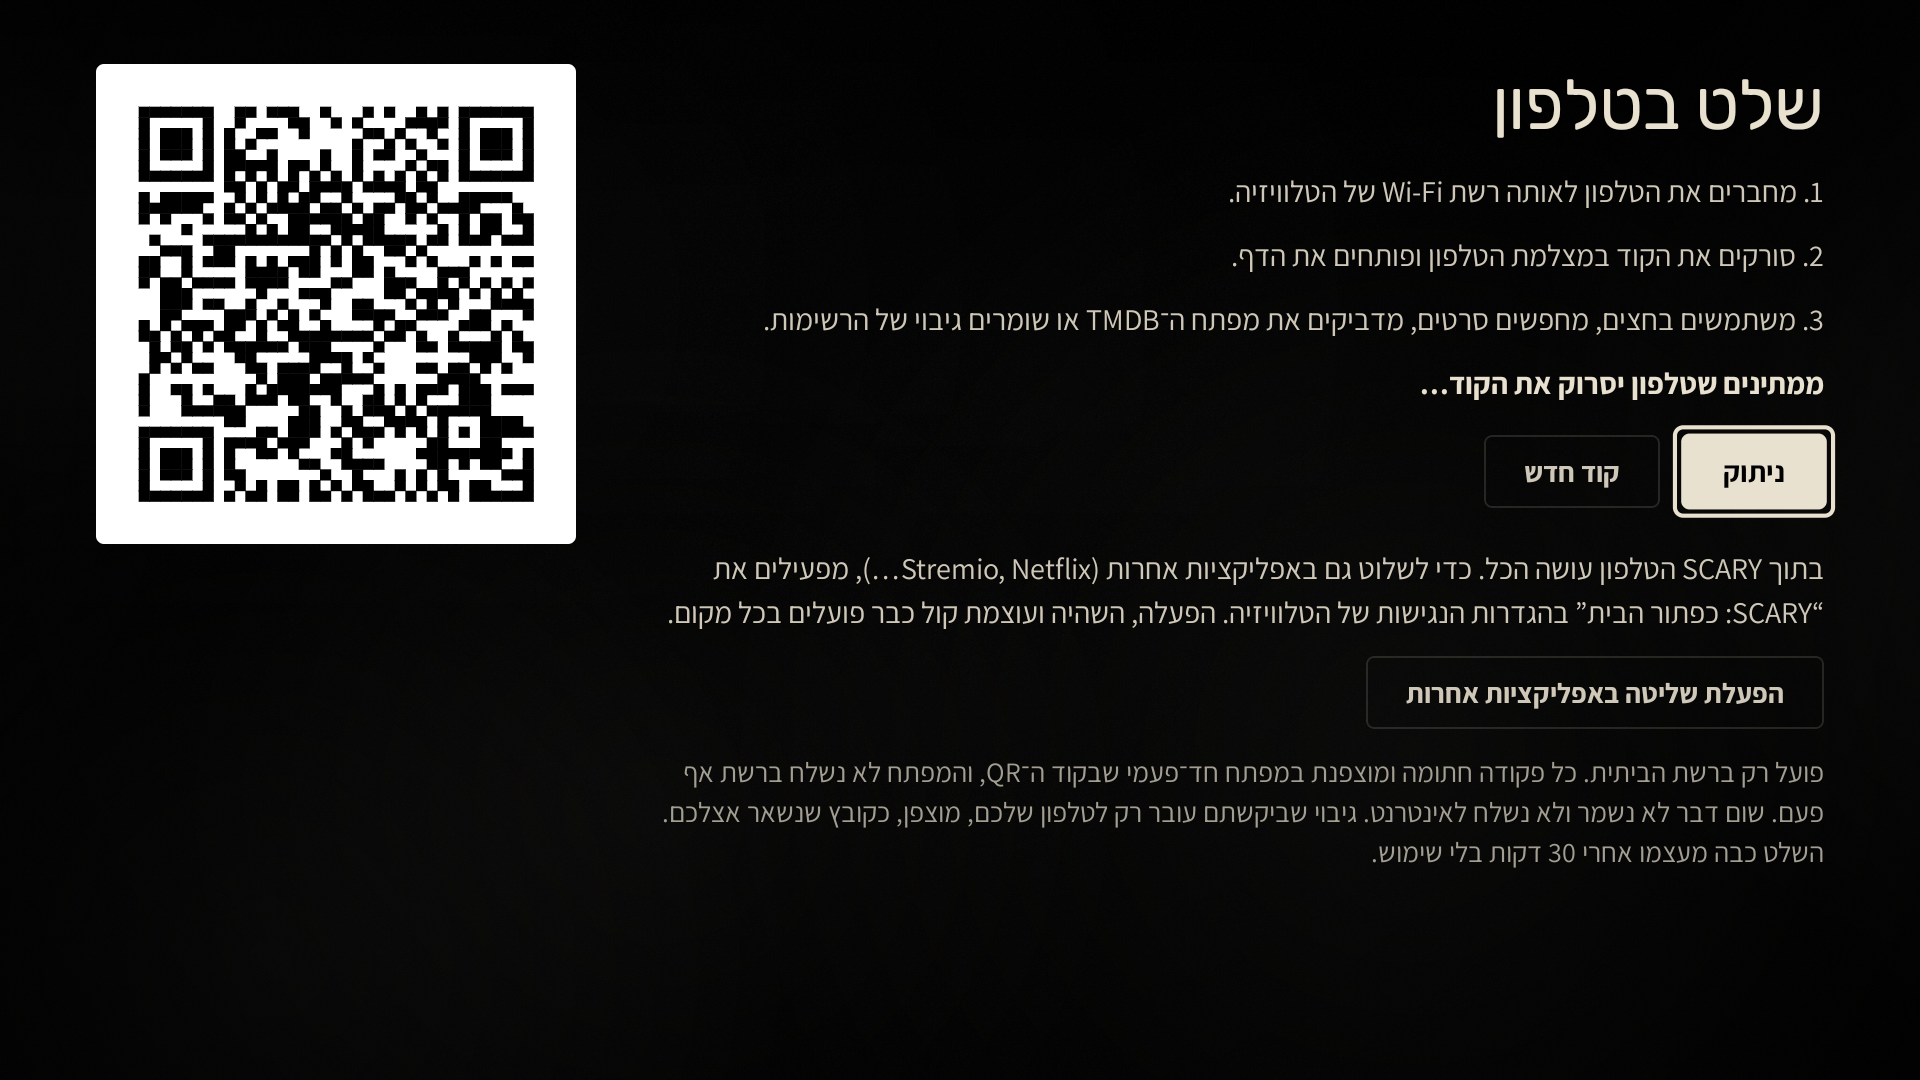 שלט בטלפון
1. מחברים את הטלפון לאותה רשת Wi-Fi של הטלוויזיה.
2. סורקים את הקוד במצלמת הטלפון ופותחים את הדף.
3. משתמשים בחצים, מחפשים סרטים, מדביקים את מפתח ה־TMDB או שומרים גיבוי של הרשימות.
ממתינים שטלפון יסרוק את הקוד…
ניתוק
קוד חדש
בתוך SCARY הטלפון עושה הכל. כדי לשלוט גם באפליקציות אחרות (Stremio, Netflix…), מפעילים את
“SCARY: כפתור הבית” בהגדרות הנגישות של הטלוויזיה. הפעלה, השהיה ועוצמת קול כבר פועלים בכל מקום.
הפעלת שליטה באפליקציות אחרות
פועל רק ברשת הביתית. כל פקודה חתומה ומוצפנת במפתח חד־פעמי שבקוד ה־QR, והמפתח לא נשלח ברשת אף
פעם. שום דבר לא נשמר ולא נשלח לאינטרנט. גיבוי שביקשתם עובר רק לטלפון שלכם, מוצפן, כקובץ שנשאר אצלכם.
השלט כבה מעצמו אחרי 30 דקות בלי שימוש.